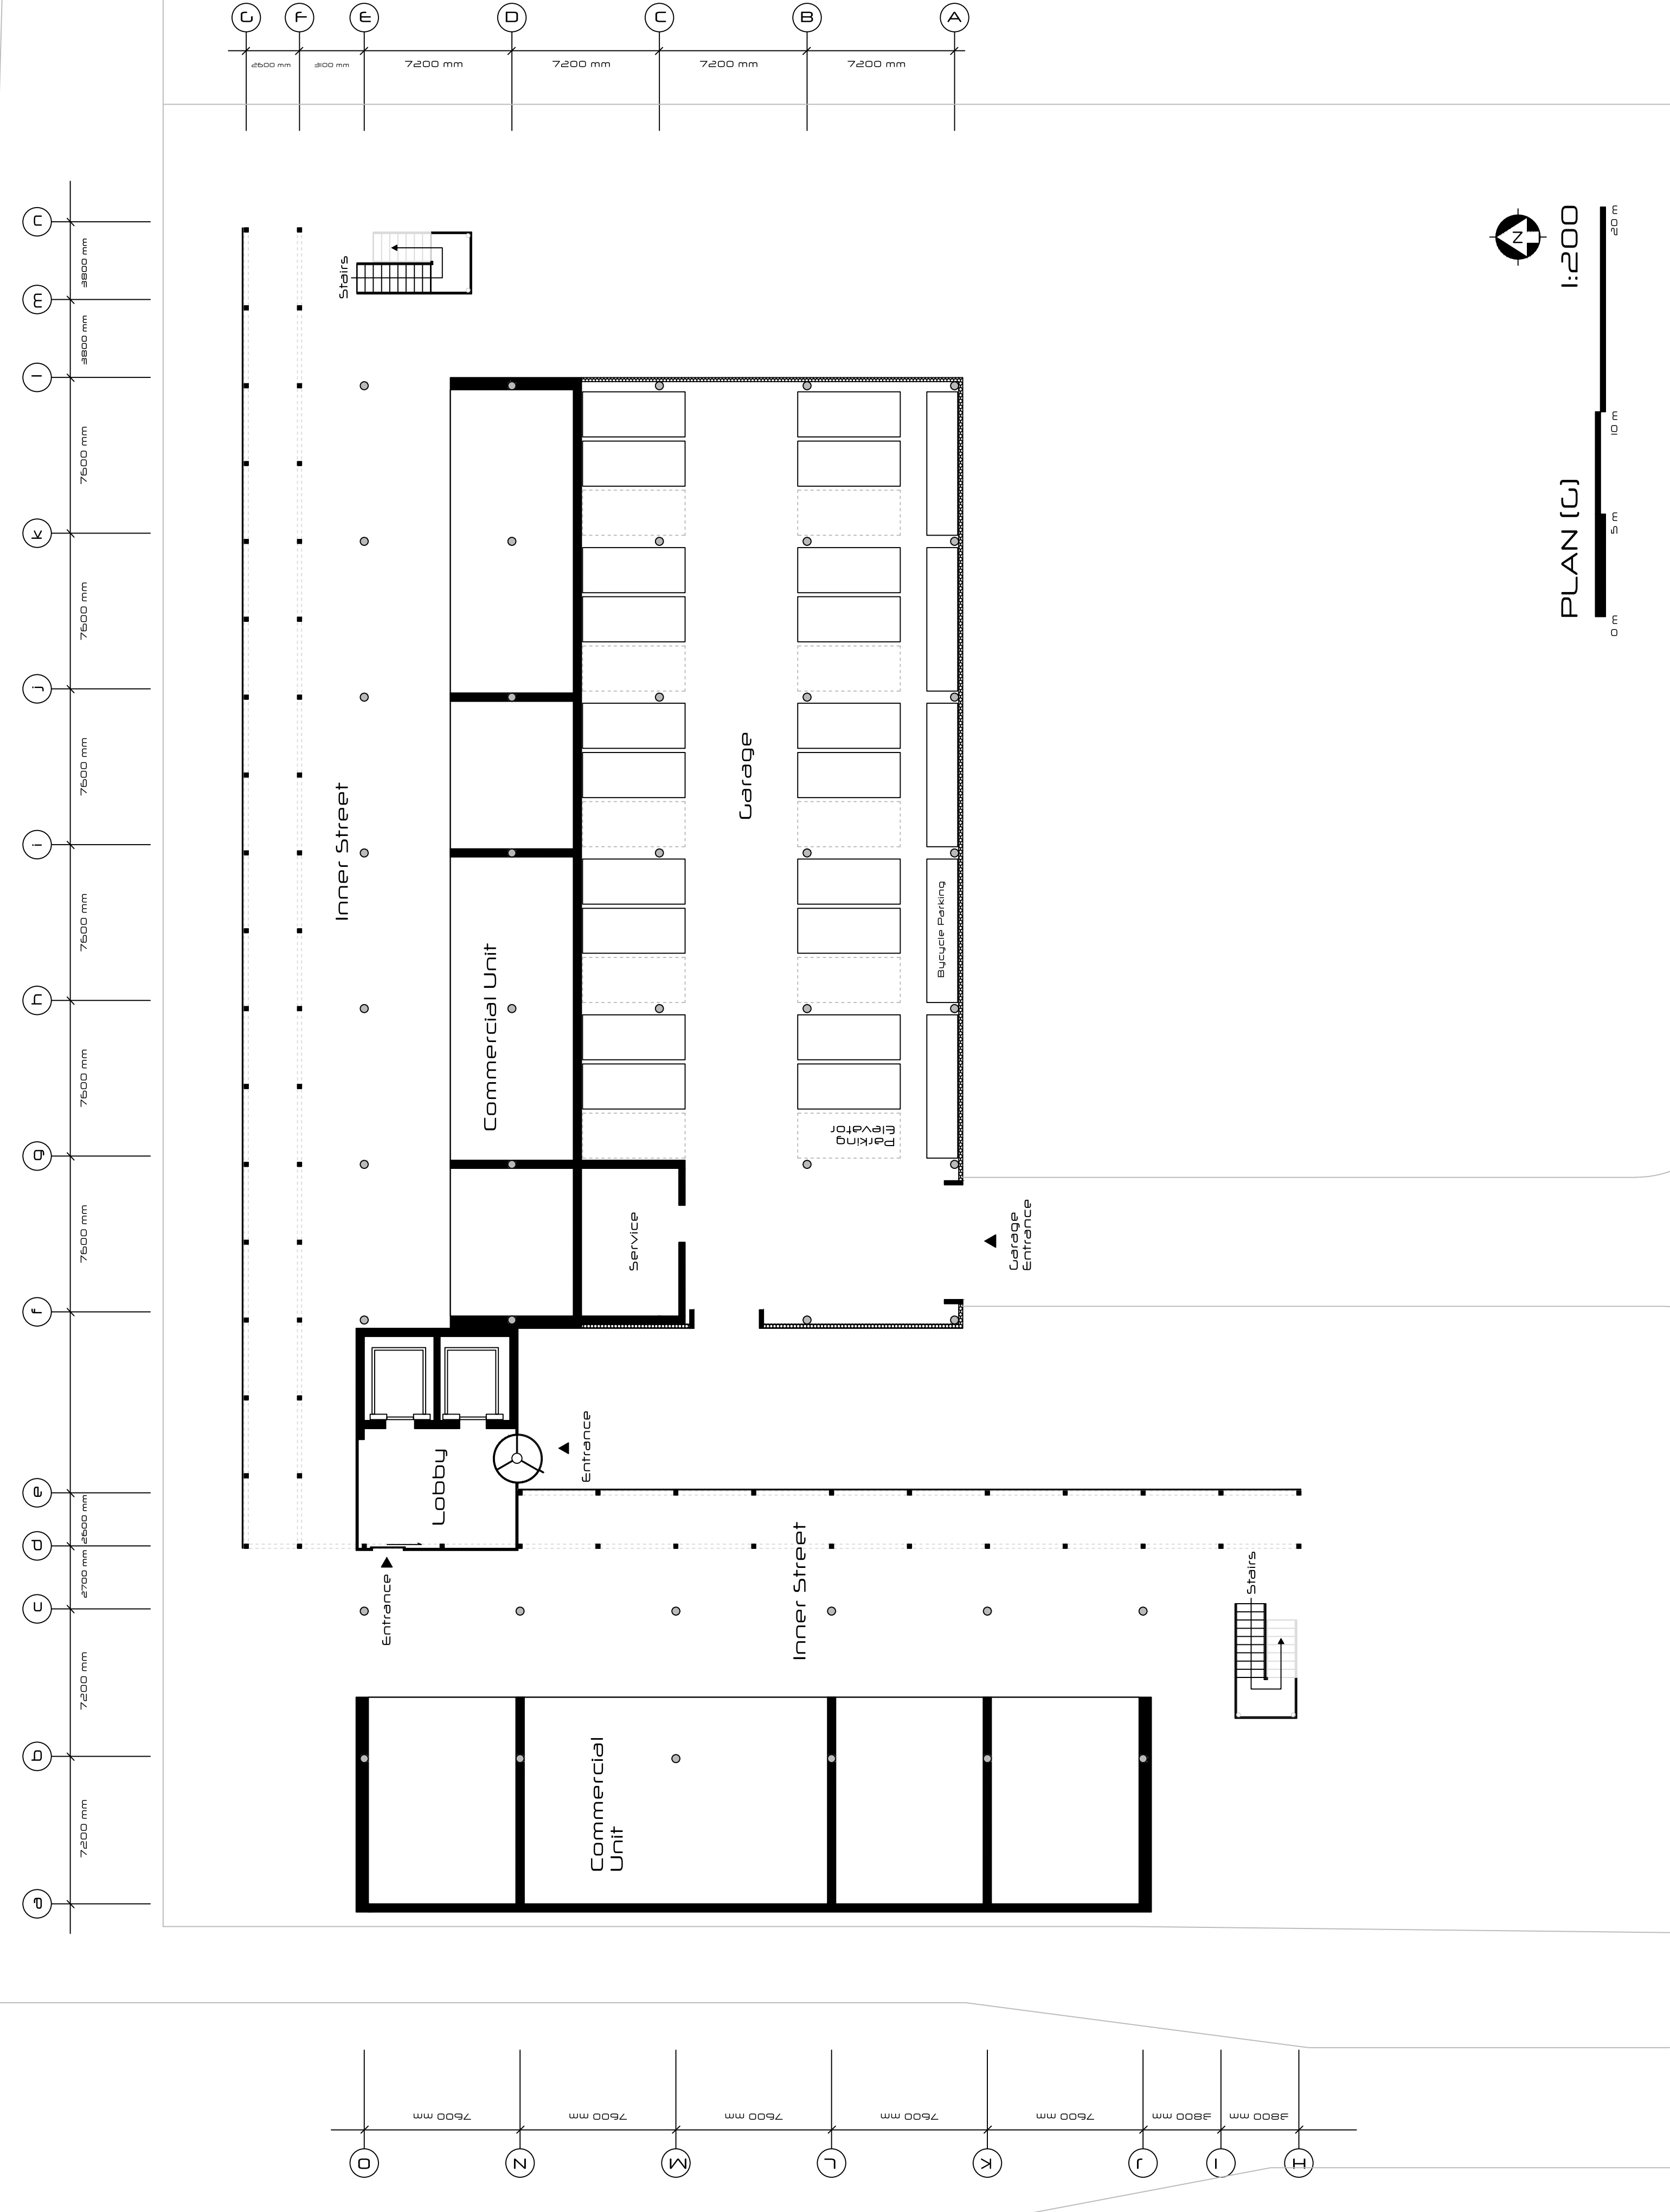 G
F
E
D
C
B
A
2600 mm
3100 mm
7200 mm
7200 mm
7200 mm
7200 mm
n
m
l
k
j
i
h
g
f
e
d
c
b
a
3800 mm
3800 mm
7600 mm
7600 mm
7600 mm
7600 mm
7600 mm
7600 mm
2600 mm
2700 mm
7200 mm
7200 mm
N
PLAN (G)
1:200
0 m
5 m
10 m
20 m
Stairs
Inner Street
Commercial Unit
Garage
Bycycle Parking
Parking
Elevator
Service
Garage
Entrance
Lobby
Entrance
Entrance
Inner Street
Stairs
Commercial
Unit
7600 mm
7600 mm
7600 mm
7600 mm
7600 mm
3800 mm
3800 mm
O
N
M
L
K
J
I
H